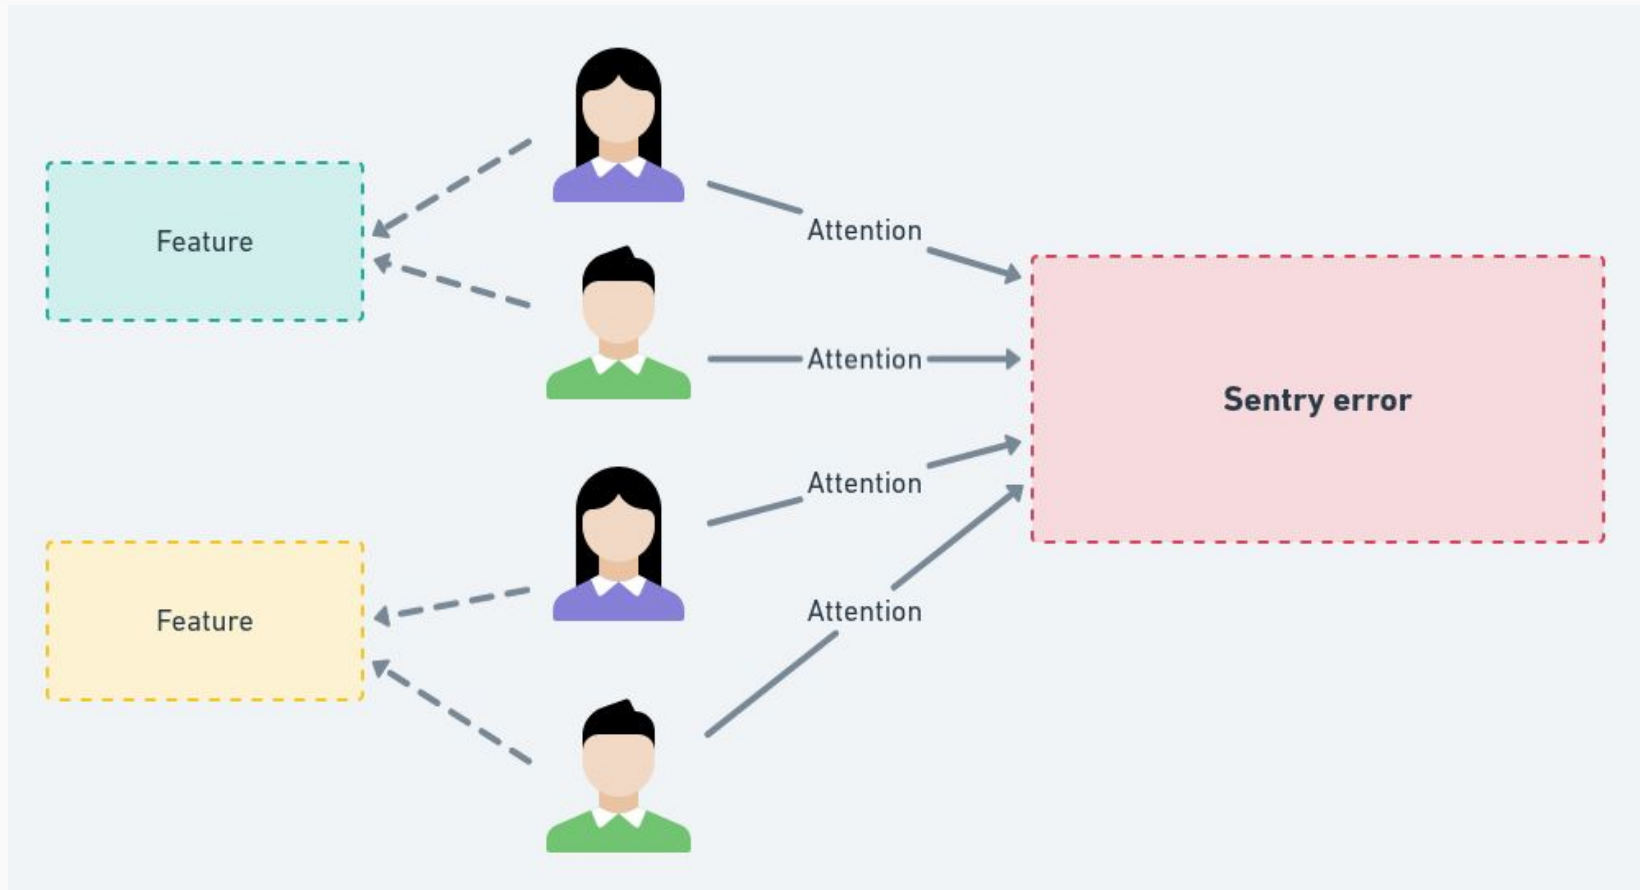 Feature
Attention
Attention
Sentry error
Attention
Feature
Attention